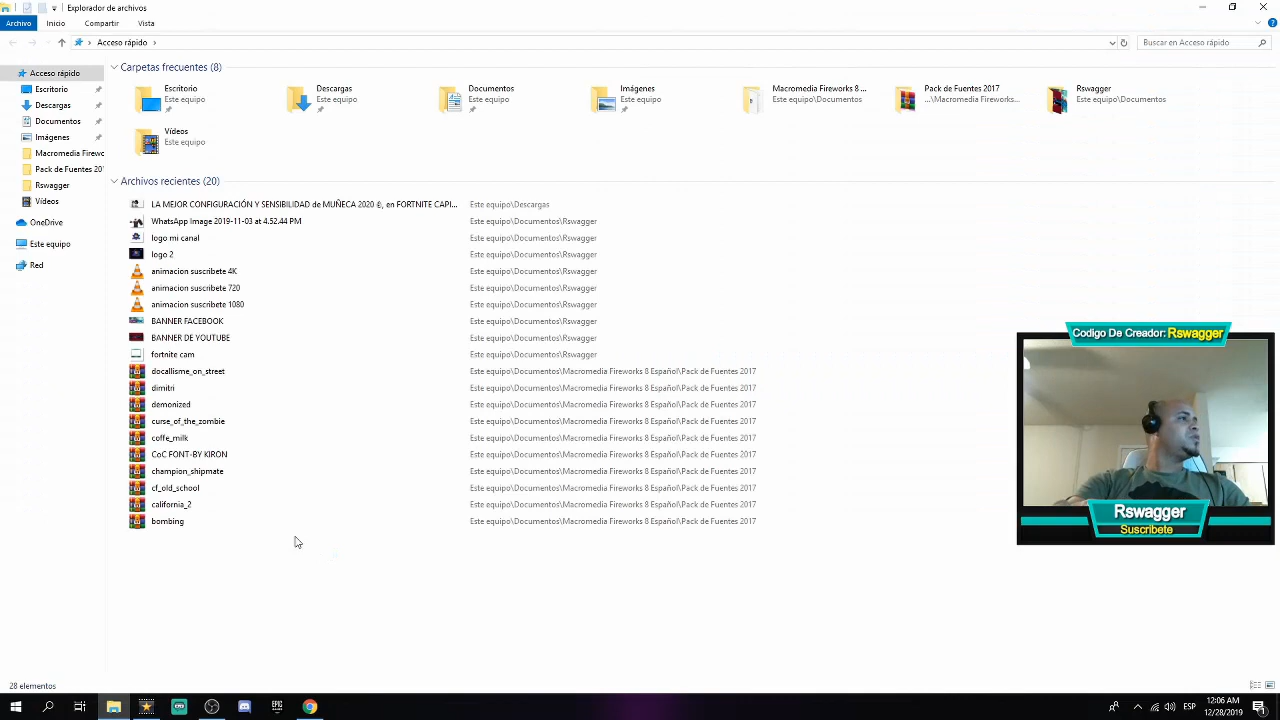 Explorador de archivos
Archivo Inicio Compartir Vista
Acceso rápido
Buscar en Acceso rápido
Acceso rápido
Escritorio
Descargas
Documentos
Imágenes
Macromedia Firewo
Pack de Fuentes 201
Rswagger
Vídeos
OneDrive
Este equipo
Red
Carpetas frecuentes (8)
Escritorio
Este equipo
Descargas
Este equipo
Documentos
Este equipo
Imágenes
Este equipo
Macromedia Fireworks 8 ...
Este equipo\Documentos
Pack de Fuentes 2017
...\Macromedia Fireworks ...
Rswagger
Este equipo\Documentos
Vídeos
Este equipo
Archivos recientes (20)
LA MEJOR CONFIGURACIÓN Y SENSIBILIDAD de MUÑECA 2020 ®, en FORTNITE CAPI... Este equipo\Descargas
WhatsApp Image 2019-11-03 at 4.52.44 PM Este equipo\Documentos\Rswagger
logo mi canal Este equipo\Documentos\Rswagger
logo 2 Este equipo\Documentos\Rswagger
animacion suscribete 4K Este equipo\Documentos\Rswagger
animacion suscribete 720 Este equipo\Documentos\Rswagger
animacion suscribete 1080 Este equipo\Documentos\Rswagger
BANNER FACEBOOK Este equipo\Documentos\Rswagger
BANNER DE YOUTUBE Este equipo\Documentos\Rswagger
fortnite cam Este equipo\Documentos\Rswagger
docallisme_on_street Este equipo\Documentos\Macromedia Fireworks 8 Español\Pack de Fuentes 2017
dimitri Este equipo\Documentos\Macromedia Fireworks 8 Español\Pack de Fuentes 2017
demonized Este equipo\Documentos\Macromedia Fireworks 8 Español\Pack de Fuentes 2017
curse_of_the_zombie Este equipo\Documentos\Macromedia Fireworks 8 Español\Pack de Fuentes 2017
coffe_milk Este equipo\Documentos\Macromedia Fireworks 8 Español\Pack de Fuentes 2017
CoC FONT-BY KIRON Este equipo\Documentos\Macromedia Fireworks 8 Español\Pack de Fuentes 2017
champion_shipmate Este equipo\Documentos\Macromedia Fireworks 8 Español\Pack de Fuentes 2017
cf_old_school Este equipo\Documentos\Macromedia Fireworks 8 Español\Pack de Fuentes 2017
california_2 Este equipo\Documentos\Macromedia Fireworks 8 Español\Pack de Fuentes 2017
bombing Este equipo\Documentos\Macromedia Fireworks 8 Español\Pack de Fuentes 2017
Codigo De Creador: Rswagger
Rswagger
Suscribete
28 elementos
EPIC
ESP
12:06 AM
12/28/2019